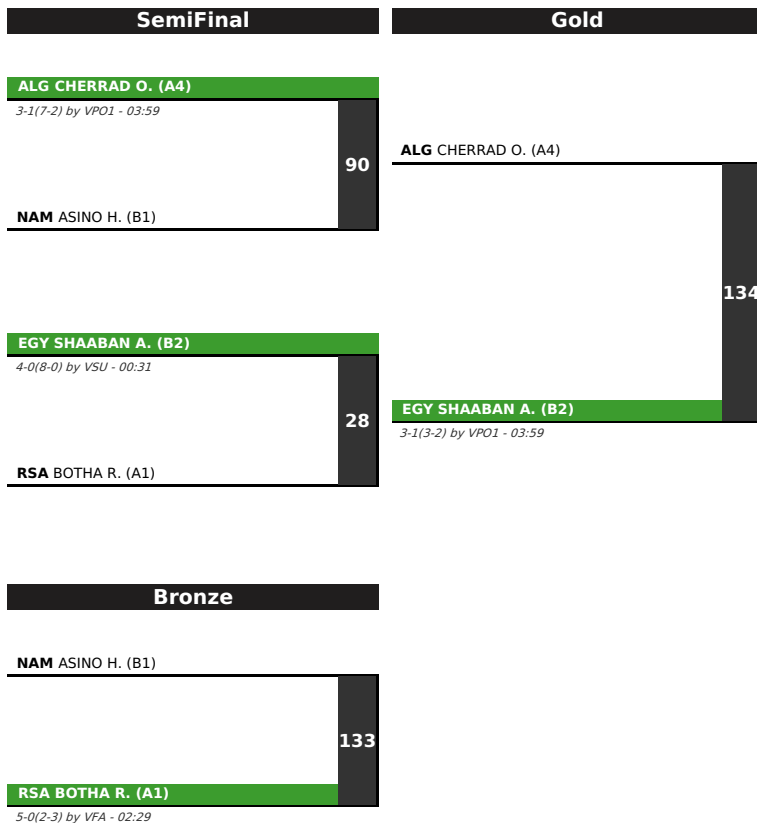 SemiFinal
Gold
ALG CHERRAD O. (A4)
3-1(7-2) by VPO1 - 03:59
90
NAM ASINO H. (B1)
EGY SHAABAN A. (B2)
4-0(8-0) by VSU - 00:31
28
RSA BOTHA R. (A1)
ALG CHERRAD O. (A4)
134
EGY SHAABAN A. (B2)
3-1(3-2) by VPO1 - 03:59
Bronze
NAM ASINO H. (B1)
133
RSA BOTHA R. (A1)
5-0(2-3) by VFA - 02:29